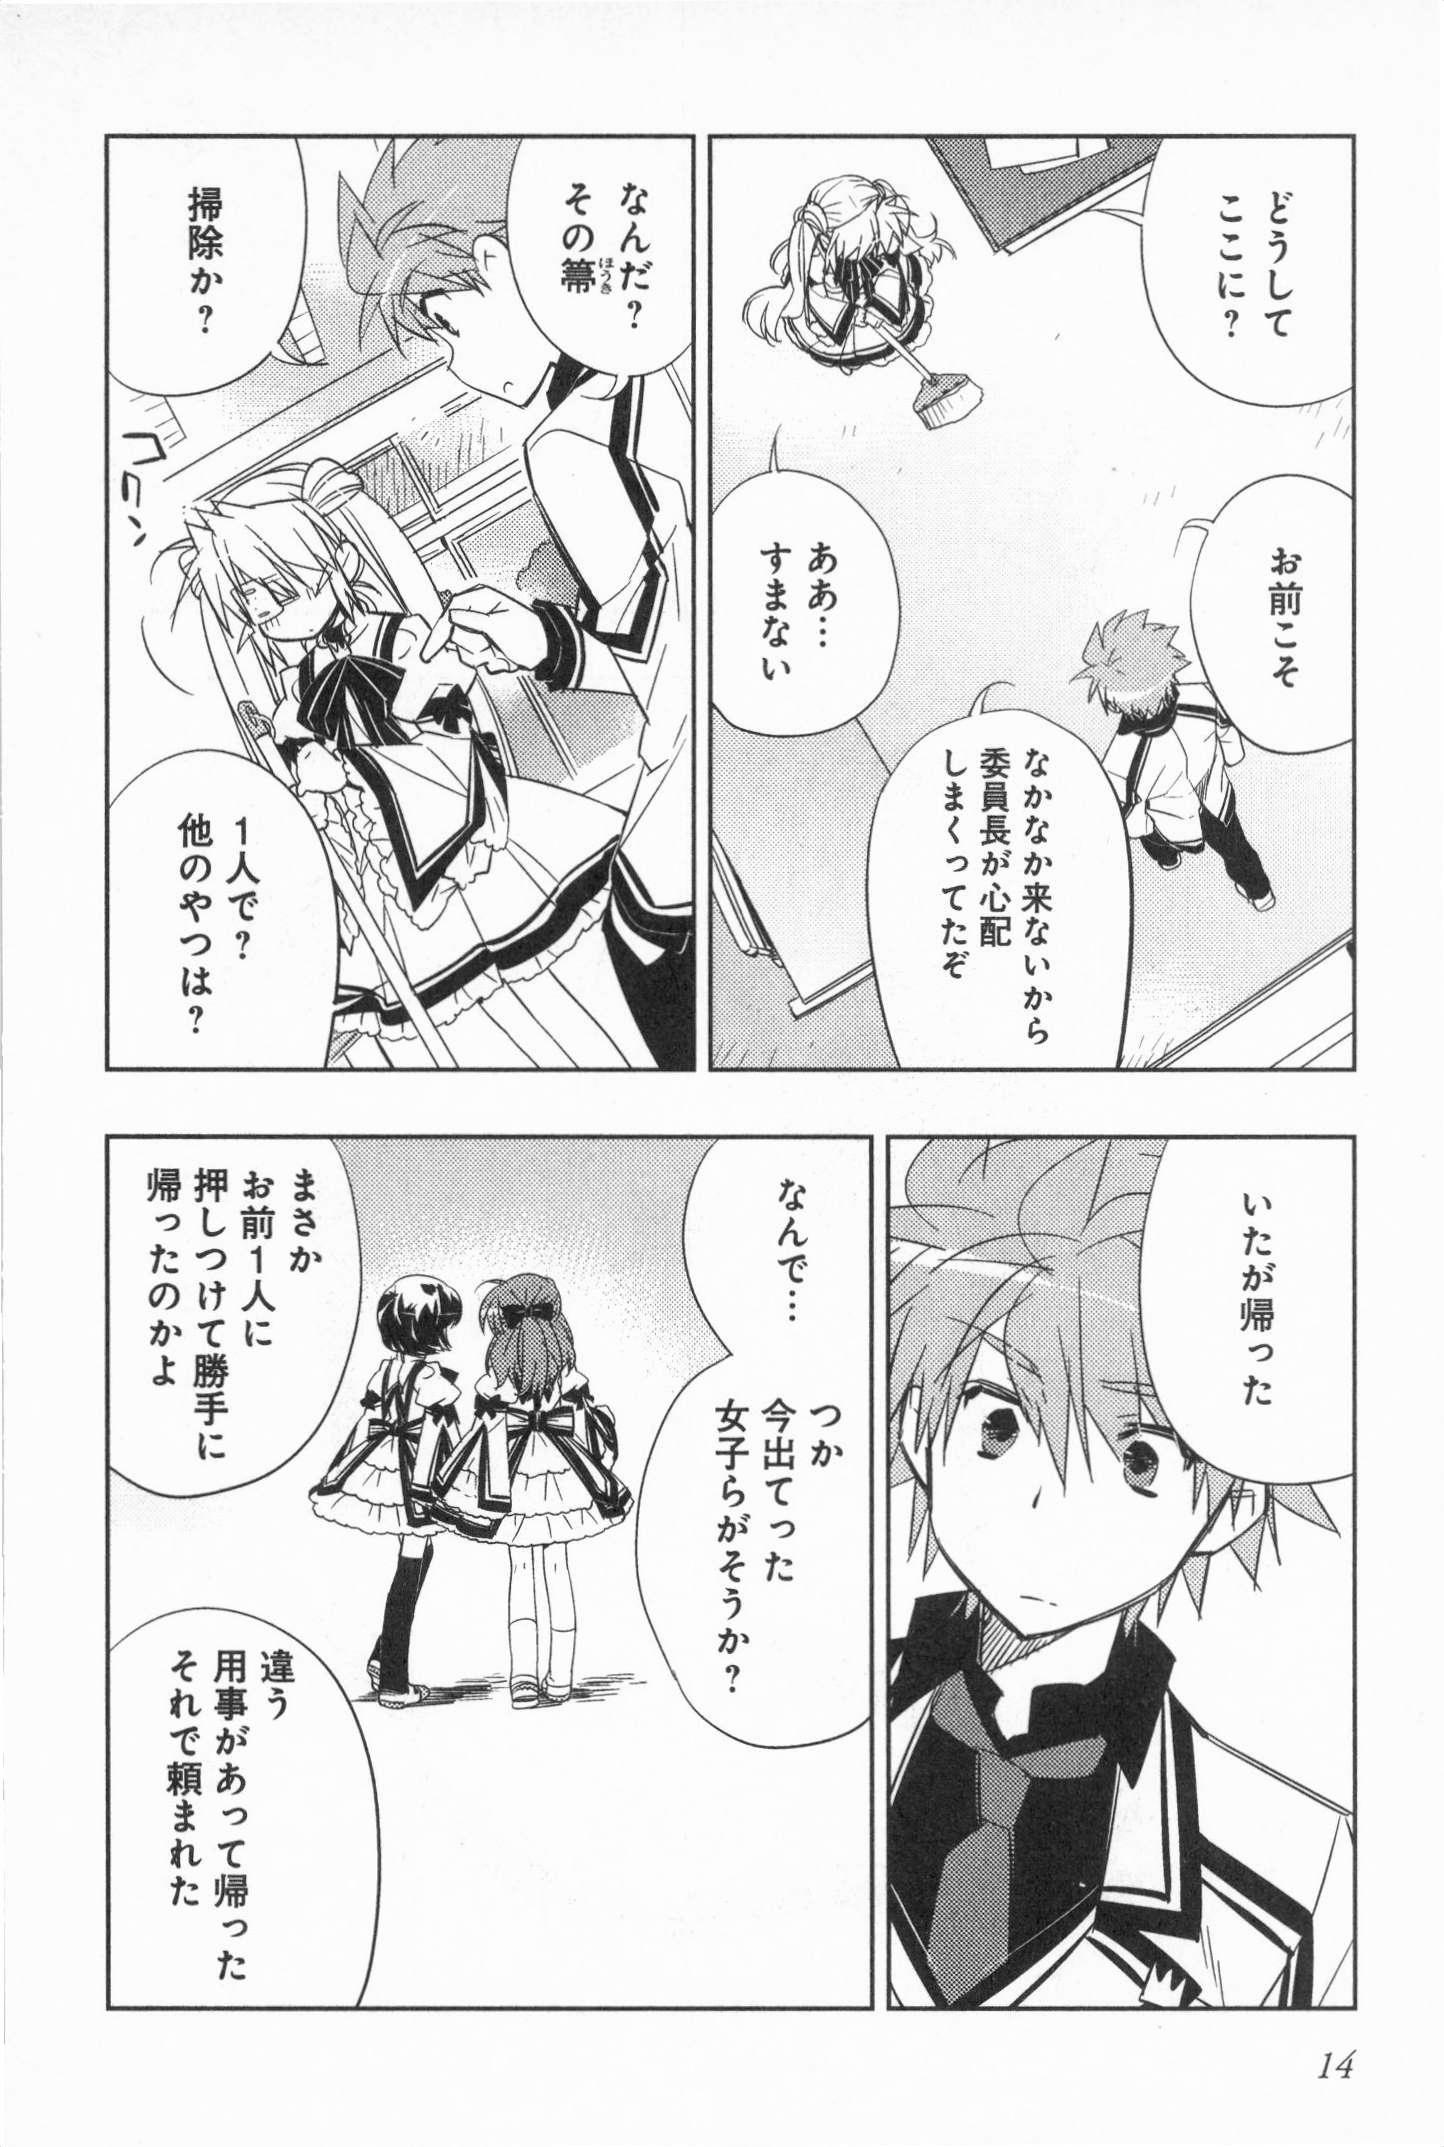 どうして
ここに?
お前こそ
なかなか来ないから
委員長が心配
しまくってたぞ
ああ…
すまない
なんだ?
その箒
ほうき
掃除か?
コクン
1人で?
他のやつは?
いたが帰った
なんで…
つか
今出てった
女子らがそうか?
まさか
お前1人に
押しつけて勝手に
帰ったのかよ
違う
用事があって帰った
それで頼まれた
14